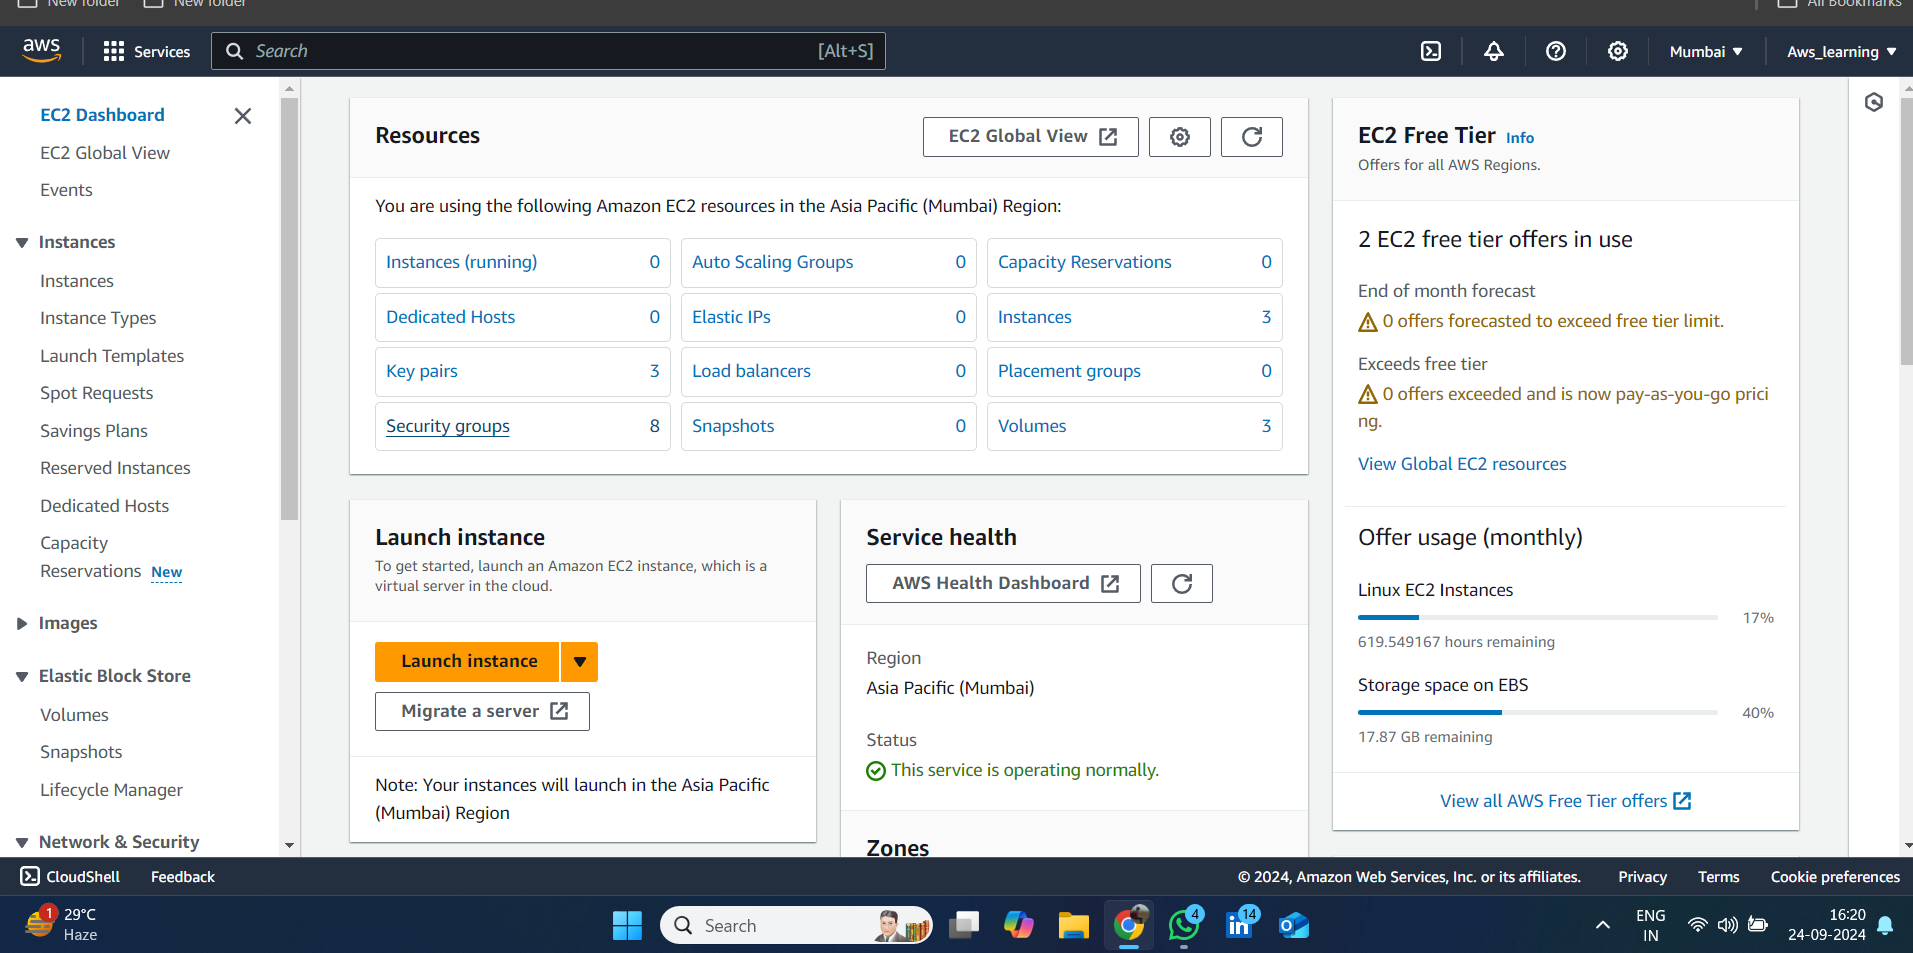 New folder
New folder
All Bookmarks
aws
Services
Search
[Alt+S]
Mumbai
Aws_learning
EC2 Dashboard
EC2 Global View
Events
Instances
Instances
Instance Types
Launch Templates
Spot Requests
Savings Plans
Reserved Instances
Dedicated Hosts
Capacity
Reservations New
Images
Elastic Block Store
Volumes
Snapshots
Lifecycle Manager
Network & Security
Resources
EC2 Global View
You are using the following Amazon EC2 resources in the Asia Pacific (Mumbai) Region:
Instances (running) 0
Auto Scaling Groups 0
Capacity Reservations 0
Dedicated Hosts 0
Elastic IPs 0
Instances 3
Key pairs 3
Load balancers 0
Placement groups 0
Security groups 8
Snapshots 0
Volumes 3
Launch instance
To get started, launch an Amazon EC2 instance, which is a
virtual server in the cloud.
Launch instance
Migrate a server
Note: Your instances will launch in the Asia Pacific
(Mumbai) Region
Service health
AWS Health Dashboard
Region
Asia Pacific (Mumbai)
Status
This service is operating normally.
Zones
EC2 Free Tier Info
Offers for all AWS Regions.
2 EC2 free tier offers in use
End of month forecast
0 offers forecasted to exceed free tier limit.
Exceeds free tier
0 offers exceeded and is now pay-as-you-go prici
ng.
View Global EC2 resources
Offer usage (monthly)
Linux EC2 Instances
17%
619.549167 hours remaining
Storage space on EBS
40%
17.87 GB remaining
View all AWS Free Tier offers
CloudShell
Feedback
© 2024, Amazon Web Services, Inc. or its affiliates.
Privacy
Terms
Cookie preferences
1
29°C
Haze
Search
4
14
ENG
IN
16:20
24-09-2024